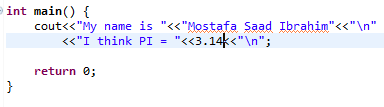 int main() {
cout<<"My name is "<<"Mostafa Saad Ibrahim"<<"\n"
<<"I think PI = "<<3.14<<"\n";
return 0;
}